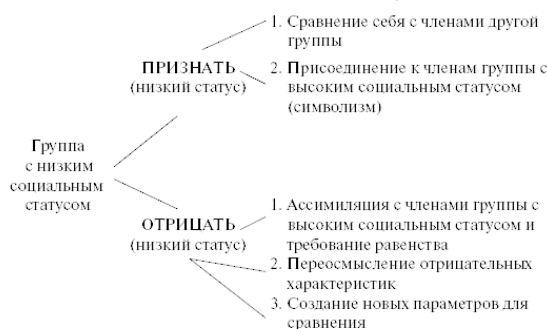 1. Сравнение себя с членами другой
группы
ПРИЗНАТЬ
(низкий статус)
2. Присоединение к членам группы с
высоким социальным статусом
(символизм)
Группа
с низким
социальным
статусом
ОТРИЦАТЬ
(низкий статус)
1. Ассимиляция с членами группы с
высоким социальным статусом и
требование равенства
2. Переосмысление отрицательных
характеристик
3. Создание новых параметров для
сравнения